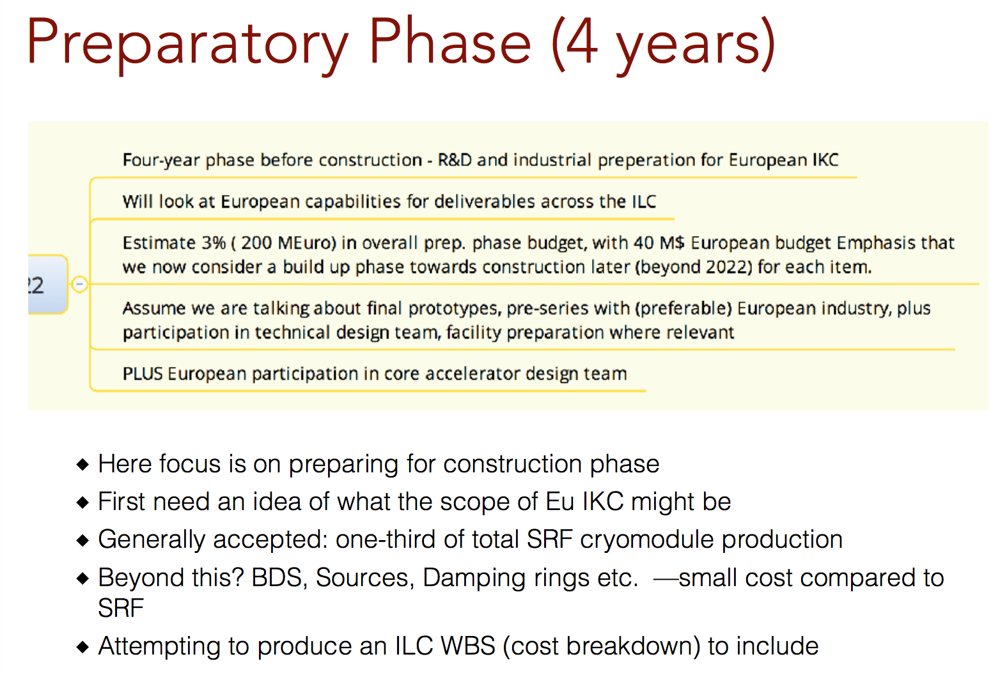 Preparatory Phase (4 years)
Four-year phase before construction - R&D and industrial preperation for European IKC
Will look at European capabilities for deliverables across the ILC
Estimate 3% ( 200 MEuro) in overall prep. phase budget, with 40 M$ European budget Emphasis that
we now consider a build up phase towards construction later (beyond 2022) for each item.
22
Assume we are talking about final prototypes, pre-series with (preferable) European industry, plus
participation in technical design team, facility preparation where relevant
PLUS European participation in core accelerator design team
◆ Here focus is on preparing for construction phase
◆ First need an idea of what the scope of Eu IKC might be
◆ Generally accepted: one-third of total SRF cryomodule production
◆ Beyond this? BDS, Sources, Damping rings etc. —small cost compared to
SRF
◆ Attempting to produce an ILC WBS (cost breakdown) to include